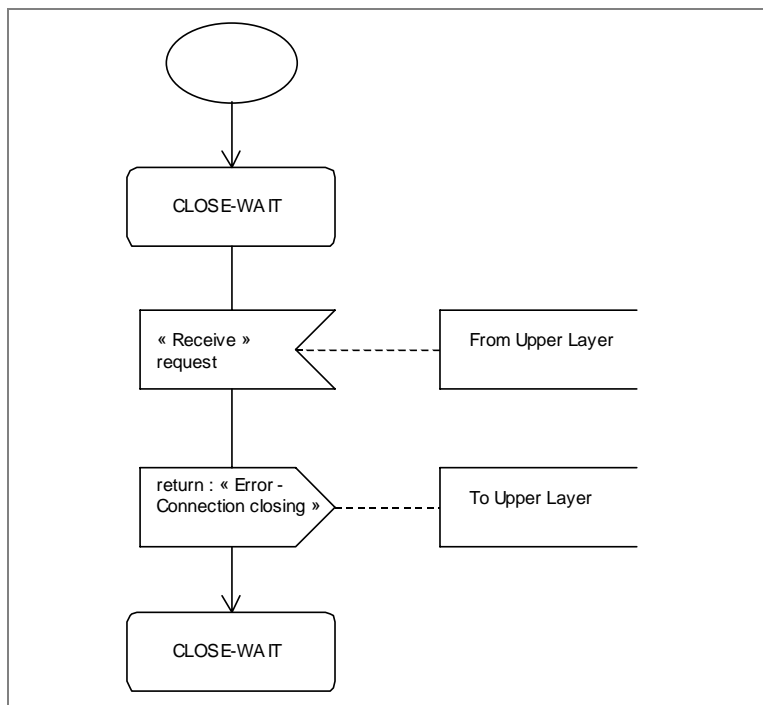 CLOSE-WAIT
« Receive »
request
From Upper Layer
return : « Error -
Connection closing »
To Upper Layer
CLOSE-WAIT